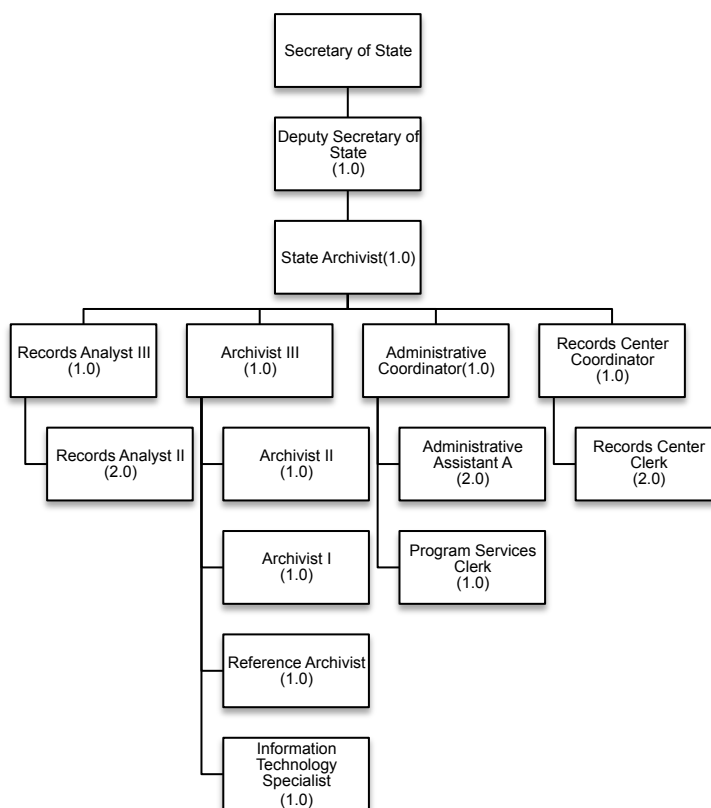 Secretary of State
Deputy Secretary of
State
(1.0)
State Archivist(1.0)
Records Analyst III
(1.0)
Archivist III
(1.0)
Administrative
Coordinator(1.0)
Records Center
Coordinator
(1.0)
Records Analyst II
(2.0)
Archivist II
(1.0)
Administrative
Assistant A
(2.0)
Records Center
Clerk
(2.0)
Archivist I
(1.0)
Program Services
Clerk
(1.0)
Reference Archivist
(1.0)
Information
Technology
Specialist
(1.0)